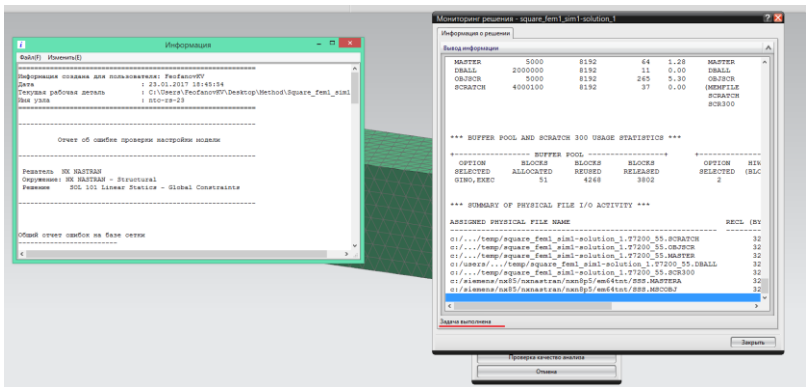 Информация
Файл(F) Изменить(E)
Информация создана для пользователя: FeofanovKV
Дата : 23.01.2017 18:45:54
Текущая рабочая деталь : C:\Users\FeofanovKV\Desktop\Method\Square_fem1_sim1
Имя узла : ntc-zs-23
Отчет об ошибке проверки настройки модели
Решатель NX NASTRAN
Окружение: NX NASTRAN - Structural
Решение SOL 101 Linear Statics - Global Constraints
Общий отчет ошибок на базе сетки
Мониторинг решения - square_fem1_sim1-solution_1
Информация о решении
Вывод информации
MASTER 5000 8192 64 1.28 MASTER
DBALL 2000000 8192 11 0.00 DBALL
OBJSCR 5000 8192 265 5.30 OBJSCR
SCRATCH 4000100 8192 37 0.00 (MEMFILE
SCRATCH
SCR300
*** BUFFER POOL AND SCRATCH 300 USAGE STATISTICS ***
+---------------- BUFFER POOL ----------------+ +--------
OPTION BLOCKS BLOCKS BLOCKS OPTION HIW
SELECTED ALLOCATED REUSED RELEASED SELECTED (BLO
GINO,EXEC 51 4268 3802 2
*** SUMMARY OF PHYSICAL FILE I/O ACTIVITY ***
ASSIGNED PHYSICAL FILE NAME RECL (BY
c:/.../temp/square_fem1_sim1-solution_1.T7200_55.SCRATCH 32
c:/.../temp/square_fem1_sim1-solution_1.T7200_55.OBJSCR 32
c:/.../temp/square_fem1_sim1-solution_1.T7200_55.MASTER 32
c:/users/.../temp/square_fem1_sim1-solution_1.T7200_55.DBALL 32
c:/.../temp/square_fem1_sim1-solution_1.T7200_55.SCR300 32
c:/siemens/nx85/nxnastran/nxn8p5/em64tnt/SSS.MASTERA 32
c:/siemens/nx85/nxnastran/nxn8p5/em64tnt/SSS.MSCOBJ 32
Задача выполнена
Закрыть
Проверка качество анализа
Отмена